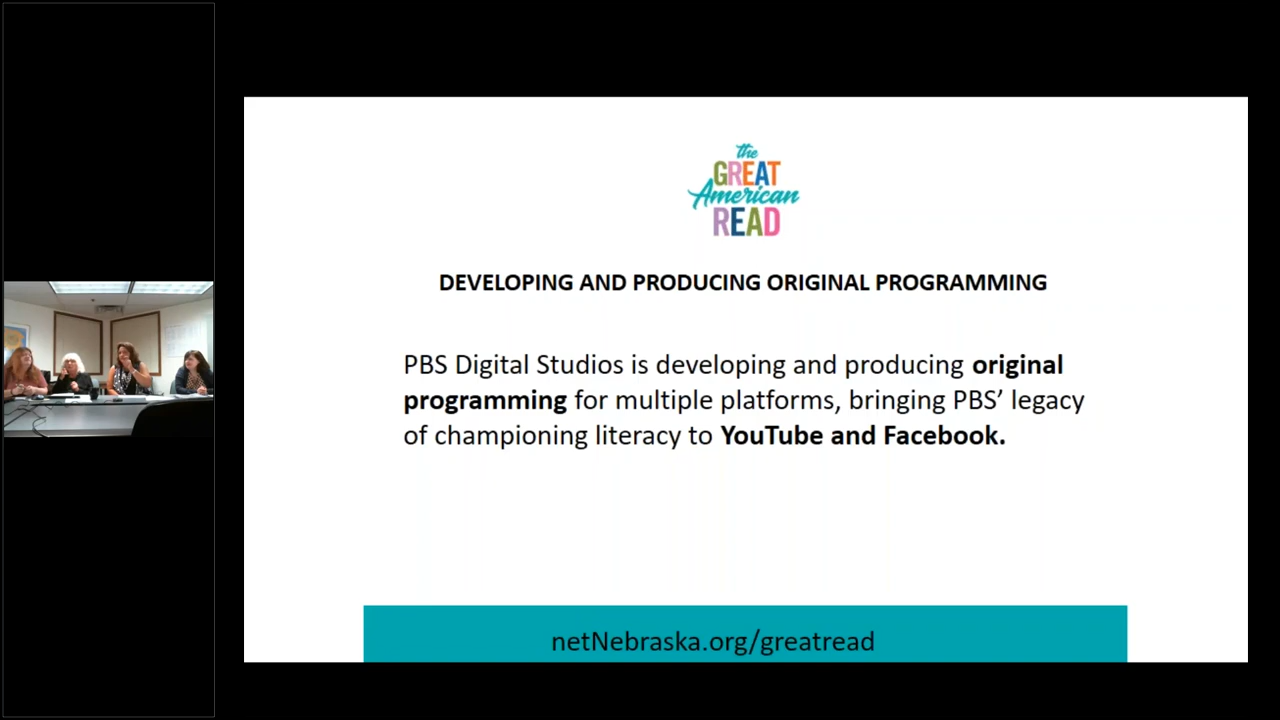 the
GREAT
American
READ
DEVELOPING AND PRODUCING ORIGINAL PROGRAMMING
PBS Digital Studios is developing and producing original
programming for multiple platforms, bringing PBS’ legacy
of championing literacy to YouTube and Facebook.
netNebraska.org/greatread